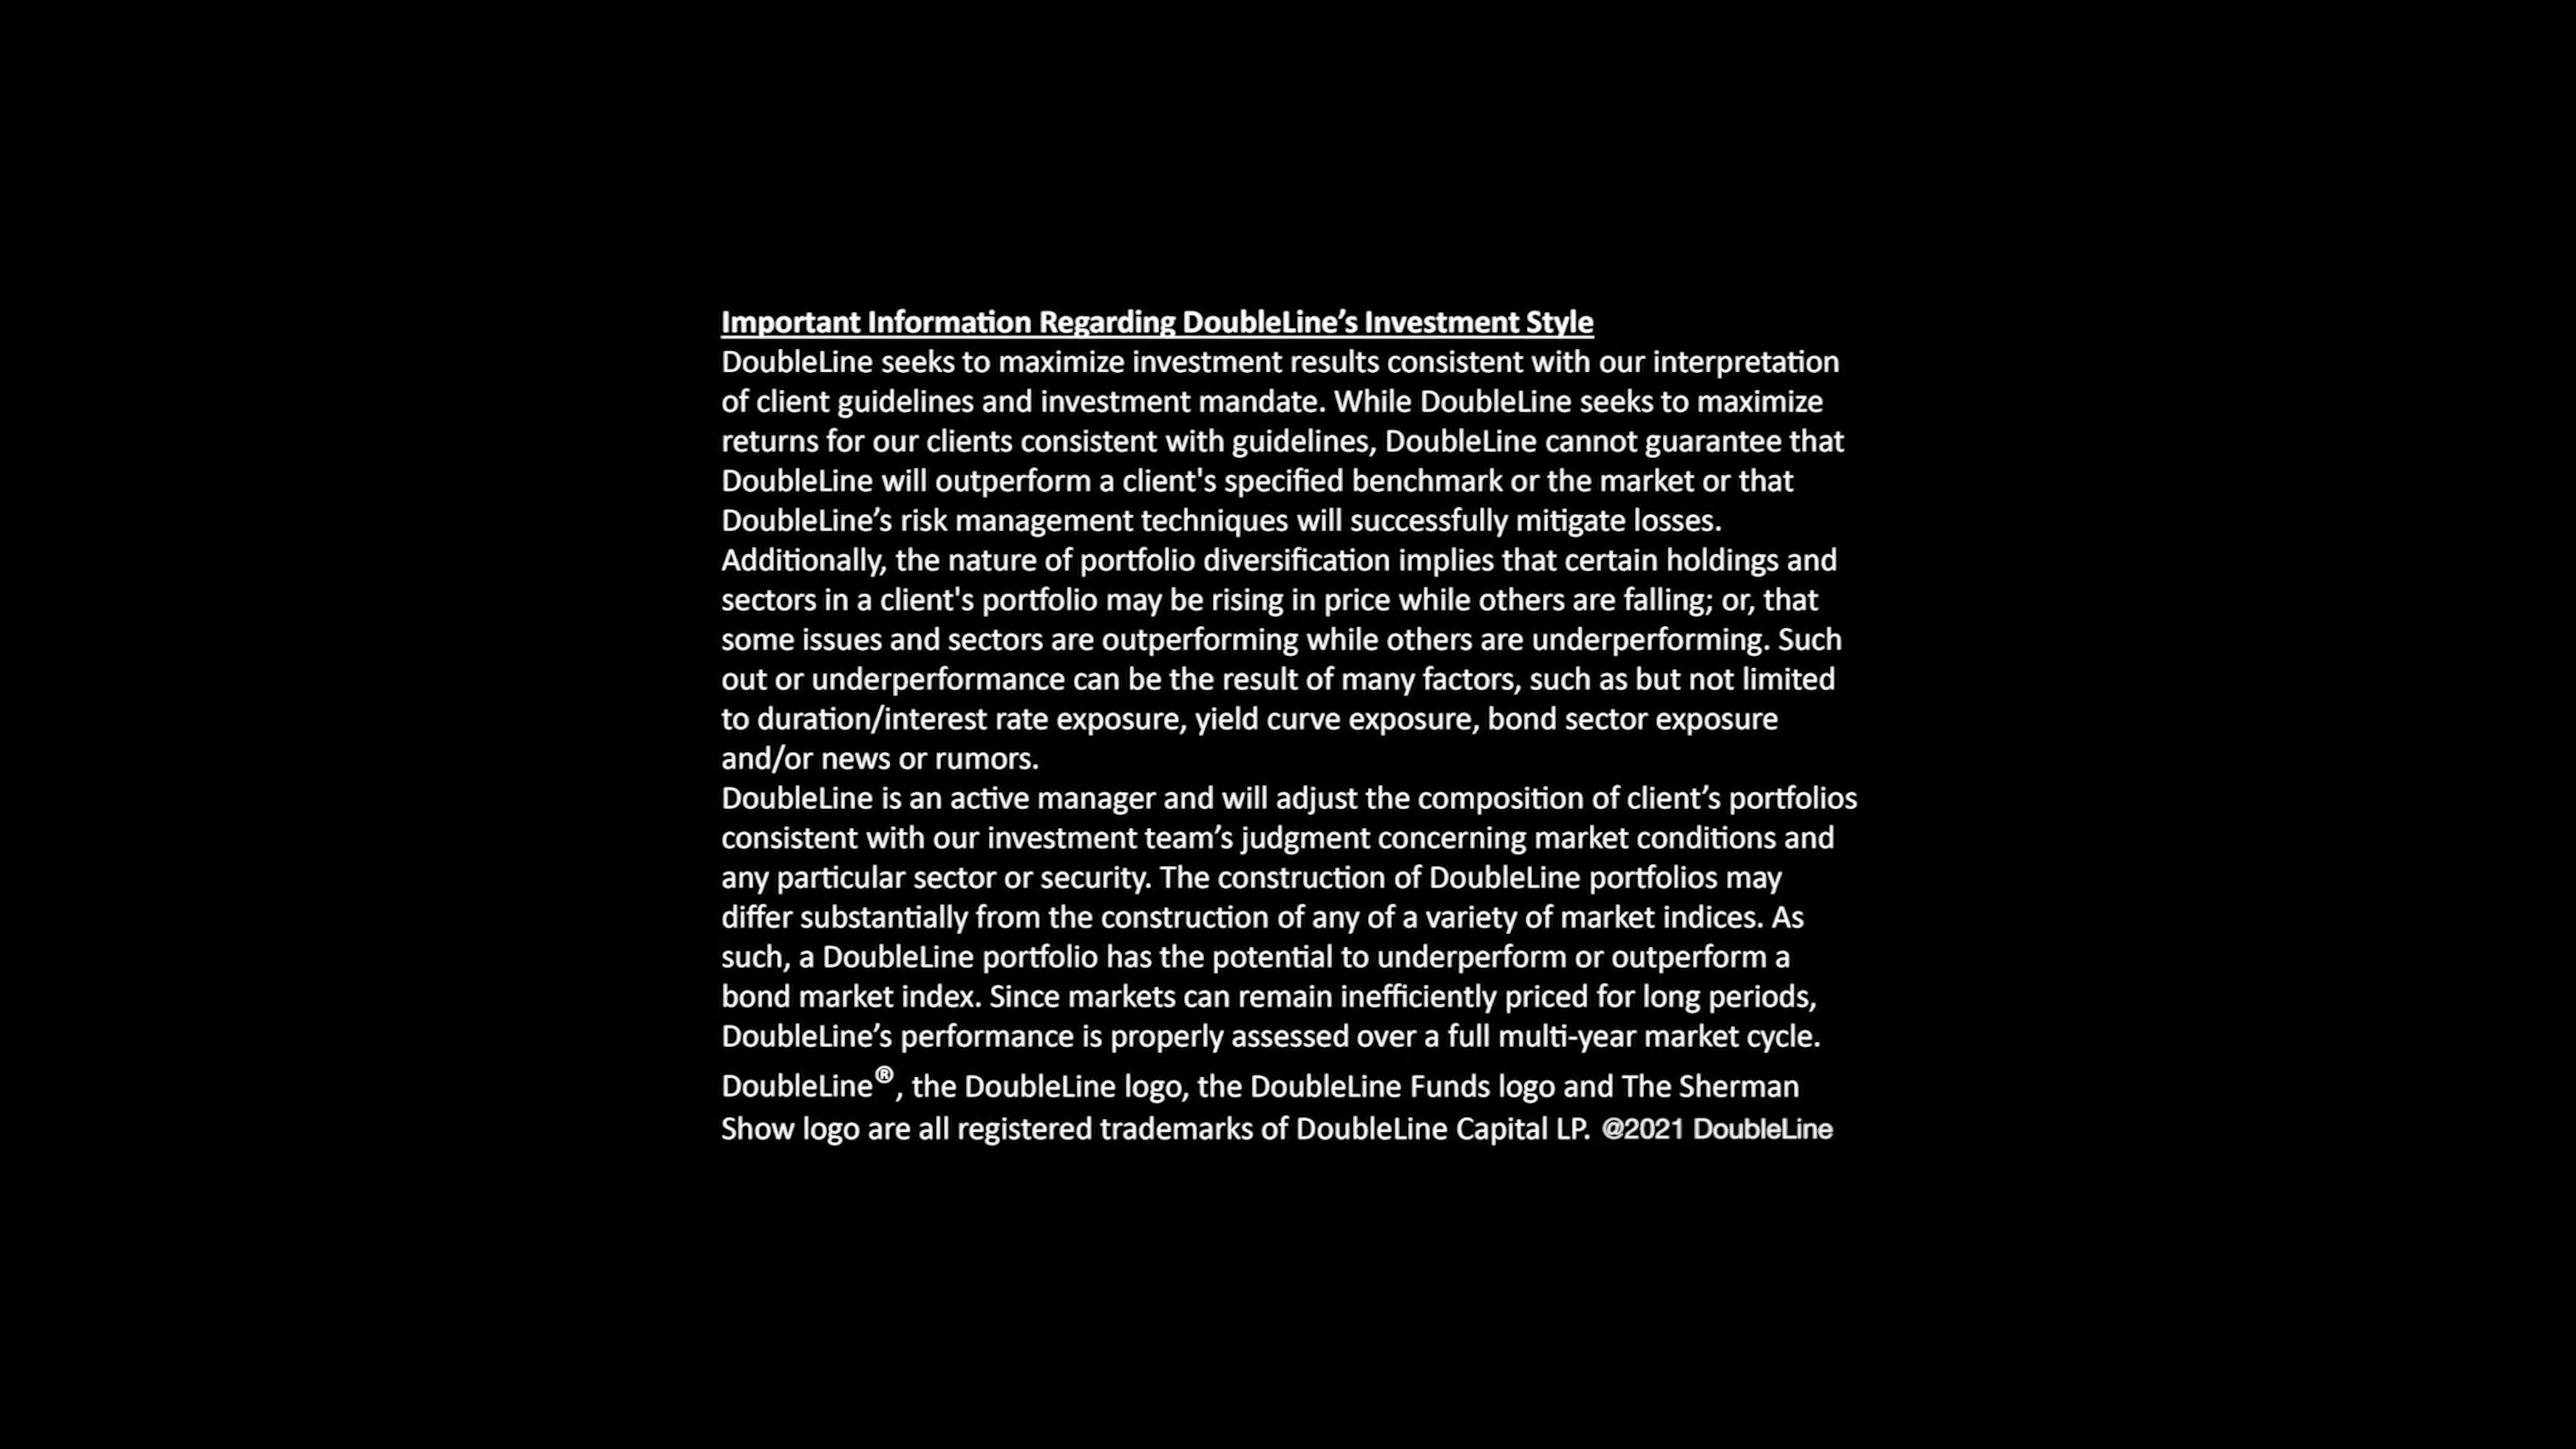 Important Information Regarding DoubleLine’s Investment Style
DoubleLine seeks to maximize investment results consistent with our interpretation
of client guidelines and investment mandate. While DoubleLine seeks to maximize
returns for our clients consistent with guidelines, DoubleLine cannot guarantee that
DoubleLine will outperform a client's specified benchmark or the market or that
DoubleLine’s risk management techniques will successfully mitigate losses.
Additionally, the nature of portfolio diversification implies that certain holdings and
sectors in a client's portfolio may be rising in price while others are falling; or, that
some issues and sectors are outperforming while others are underperforming. Such
out or underperformance can be the result of many factors, such as but not limited
to duration/interest rate exposure, yield curve exposure, bond sector exposure
and/or news or rumors.
DoubleLine is an active manager and will adjust the composition of client’s portfolios
consistent with our investment team’s judgment concerning market conditions and
any particular sector or security. The construction of DoubleLine portfolios may
differ substantially from the construction of any of a variety of market indices. As
such, a DoubleLine portfolio has the potential to underperform or outperform a
bond market index. Since markets can remain inefficiently priced for long periods,
DoubleLine’s performance is properly assessed over a full multi-year market cycle.
DoubleLine®, the DoubleLine logo, the DoubleLine Funds logo and The Sherman
Show logo are all registered trademarks of DoubleLine Capital LP. @2021 DoubleLine